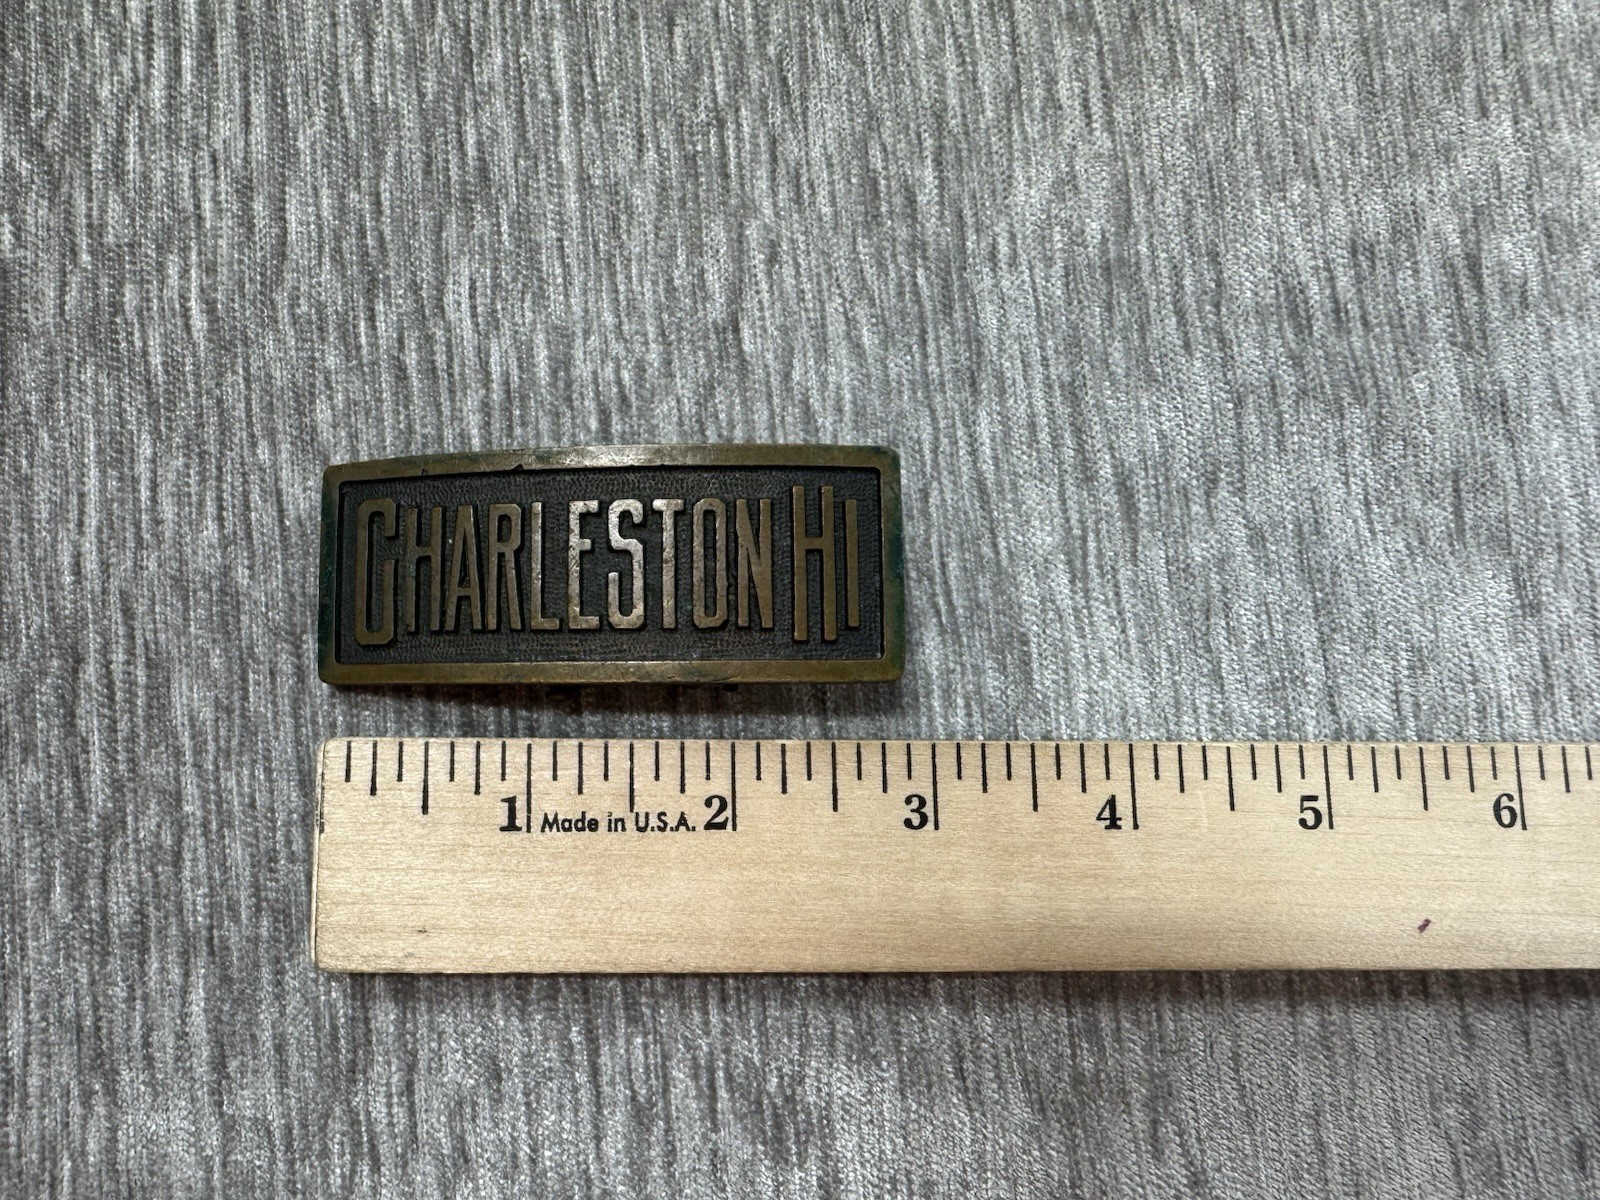 CHARLESTON HI
1 Made in U.S.A. 2 3 4 5 6